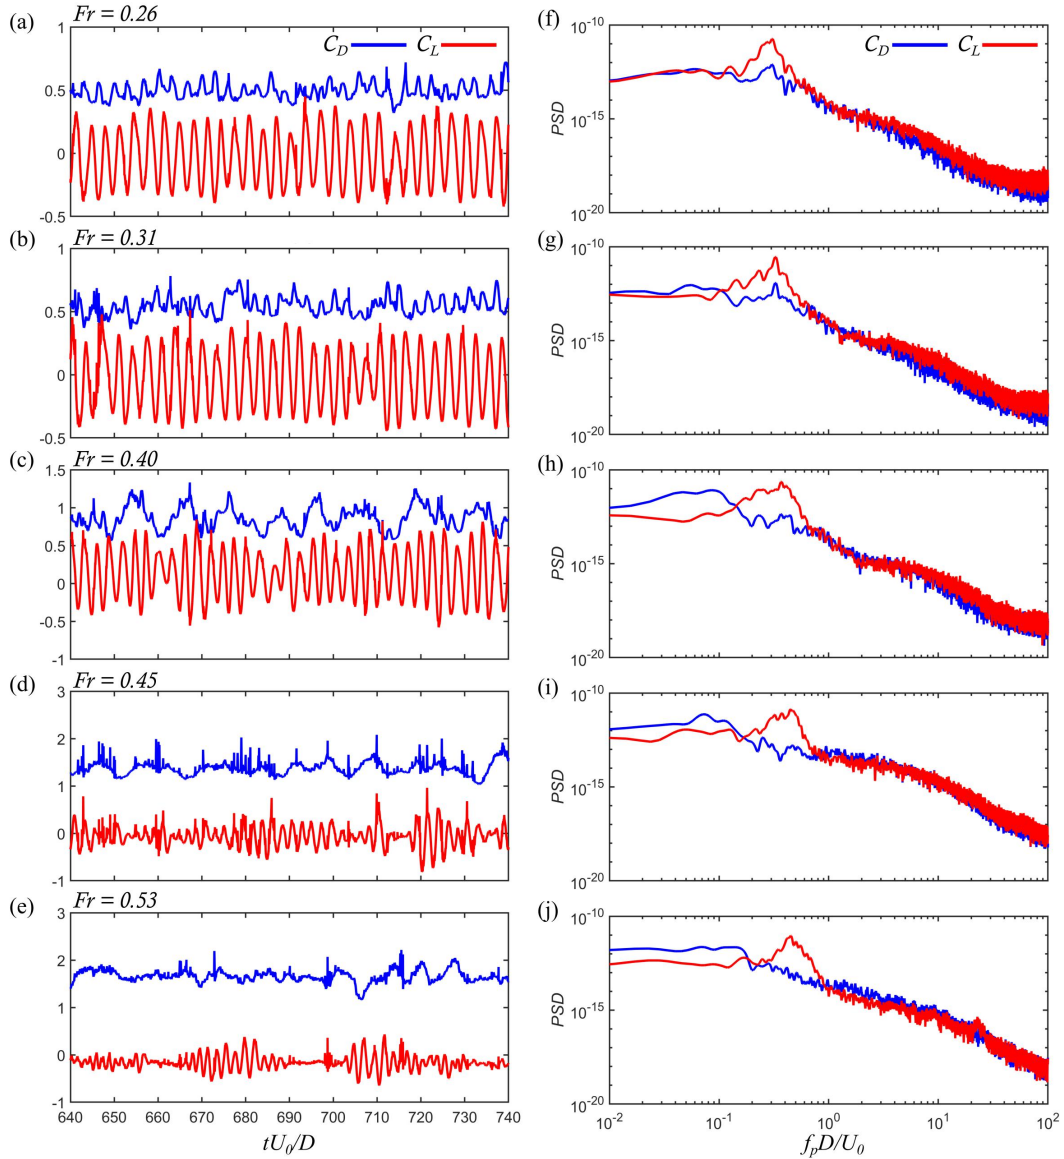 (a) Fr = 0.26
C_D C_L
1
0.5
0
-0.5
(f)
C_D C_L
10^-10
10^-15
10^-20
PSD
(b) Fr = 0.31
1
0.5
0
-0.5
(g)
10^-10
10^-15
10^-20
PSD
(c) Fr = 0.40
1.5
1
0.5
0
-0.5
-1
(h)
10^-10
10^-15
10^-20
PSD
(d) Fr = 0.45
3
2
1
0
-1
(i)
10^-10
10^-15
10^-20
PSD
(e) Fr = 0.53
3
2
1
0
-1
640 650 660 670 680 690 700 710 720 730 740
tU_0/D
(j)
10^-10
10^-15
10^-20
PSD
10^-2 10^-1 10^0 10^1 10^2
f_pD/U_0